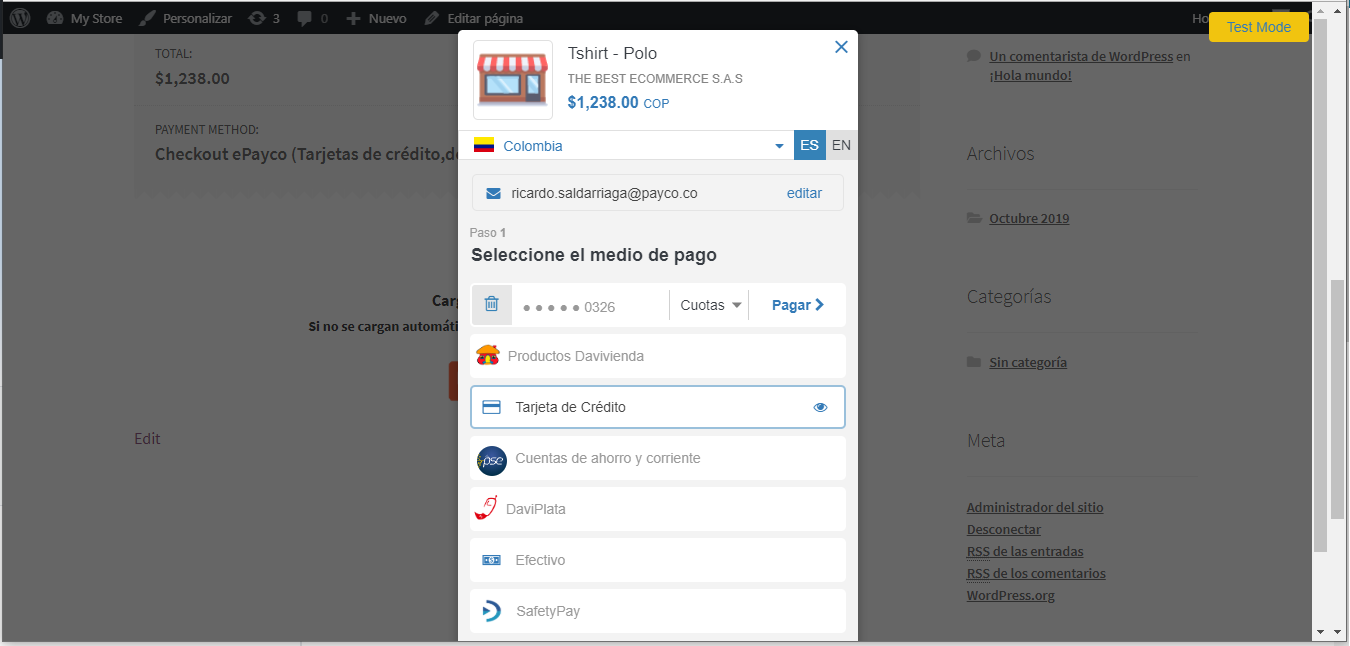 My Store
Personalizar
3
0
Nuevo
Editar página
Ho
Test Mode
TOTAL:
$1,238.00
PAYMENT METHOD:
Checkout ePayco (Tarjetas de crédito,de
Carg
Si no se cargan automáti
Edit
Tshirt - Polo
THE BEST ECOMMERCE S.A.S
$1,238.00 COP
Colombia
ES EN
ricardo.saldarriaga@payco.co editar
Paso 1
Seleccione el medio de pago
● ● ● ● ● 0326 Cuotas Pagar
Productos Davivienda
Tarjeta de Crédito
pse Cuentas de ahorro y corriente
DaviPlata
Efectivo
SafetyPay
Un comentarista de WordPress en
¡Hola mundo!
Archivos
Octubre 2019
Categorías
Sin categoría
Meta
Administrador del sitio
Desconectar
RSS de las entradas
RSS de los comentarios
WordPress.org